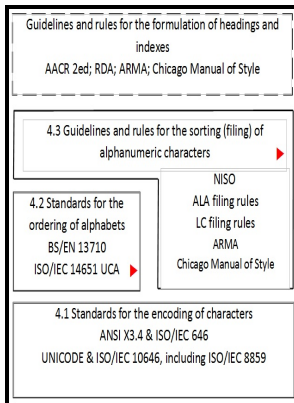 Guidelines and rules for the formulation of headings and
indexes
AACR 2ed; RDA; ARMA; Chicago Manual of Style
4.3 Guidelines and rules for the sorting (filing) of
alphanumeric characters
NISO
ALA filing rules
LC filing rules
ARMA
Chicago Manual of Style
4.2 Standards for the
ordering of alphabets
BS/EN 13710
ISO/IEC 14651 UCA
4.1 Standards for the encoding of characters
ANSI X3.4 & ISO/IEC 646
UNICODE & ISO/IEC 10646, including ISO/IEC 8859